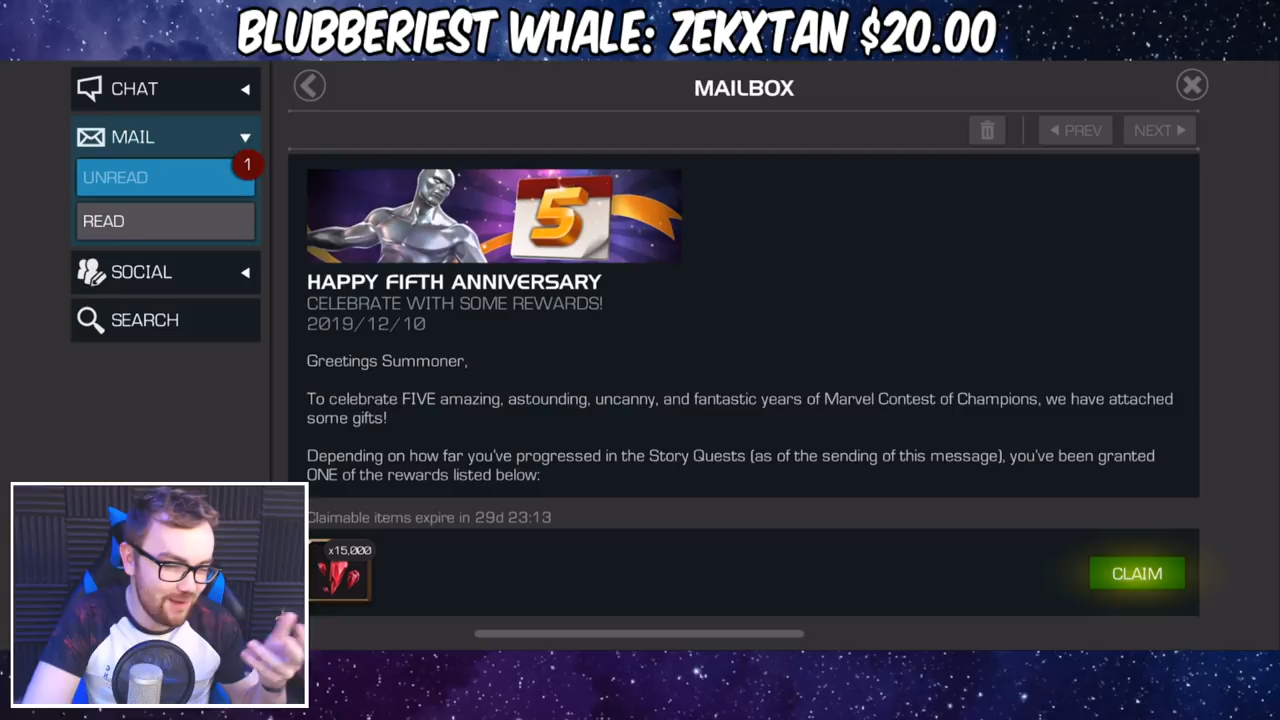 BLUBBERIEST WHALE: ZEKXTAN $20.00
CHAT
MAIL
1
UNREAD
READ
SOCIAL
SEARCH
MAILBOX
PREV
NEXT
5
HAPPY FIFTH ANNIVERSARY
CELEBRATE WITH SOME REWARDS!
2019/12/10
Greetings Summoner,
To celebrate FIVE amazing, astounding, uncanny, and fantastic years of Marvel Contest of Champions, we have attached
some gifts!
Depending on how far you've progressed in the Story Quests (as of the sending of this message), you've been granted
ONE of the rewards listed below:
Claimable items expire in 29d 23:13
x15,000
CLAIM